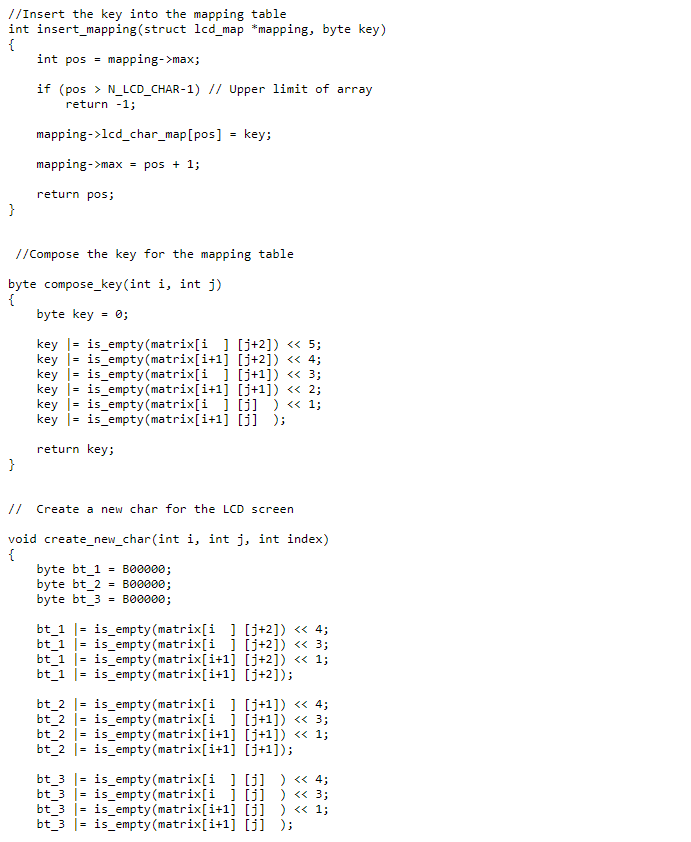 //Insert the key into the mapping table
int insert_mapping(struct lcd_map *mapping, byte key)
{
    int pos = mapping->max;

    if (pos > N_LCD_CHAR-1) // Upper limit of array
        return -1;

    mapping->lcd_char_map[pos] = key;

    mapping->max = pos + 1;

    return pos;
}


 //Compose the key for the mapping table

byte compose_key(int i, int j)
{
    byte key = 0;

    key |= is_empty(matrix[i  ] [j+2]) << 5;
    key |= is_empty(matrix[i+1] [j+2]) << 4;
    key |= is_empty(matrix[i  ] [j+1]) << 3;
    key |= is_empty(matrix[i+1] [j+1]) << 2;
    key |= is_empty(matrix[i  ] [j]  ) << 1;
    key |= is_empty(matrix[i+1] [j]  );

    return key;
}


//  Create a new char for the LCD screen

void create_new_char(int i, int j, int index)
{
    byte bt_1 = B00000;
    byte bt_2 = B00000;
    byte bt_3 = B00000;

    bt_1 |= is_empty(matrix[i  ] [j+2]) << 4;
    bt_1 |= is_empty(matrix[i  ] [j+2]) << 3;
    bt_1 |= is_empty(matrix[i+1] [j+2]) << 1;
    bt_1 |= is_empty(matrix[i+1] [j+2]);

    bt_2 |= is_empty(matrix[i  ] [j+1]) << 4;
    bt_2 |= is_empty(matrix[i  ] [j+1]) << 3;
    bt_2 |= is_empty(matrix[i+1] [j+1]) << 1;
    bt_2 |= is_empty(matrix[i+1] [j+1]);

    bt_3 |= is_empty(matrix[i  ] [j]  ) << 4;
    bt_3 |= is_empty(matrix[i  ] [j]  ) << 3;
    bt_3 |= is_empty(matrix[i+1] [j]  ) << 1;
    bt_3 |= is_empty(matrix[i+1] [j]  );